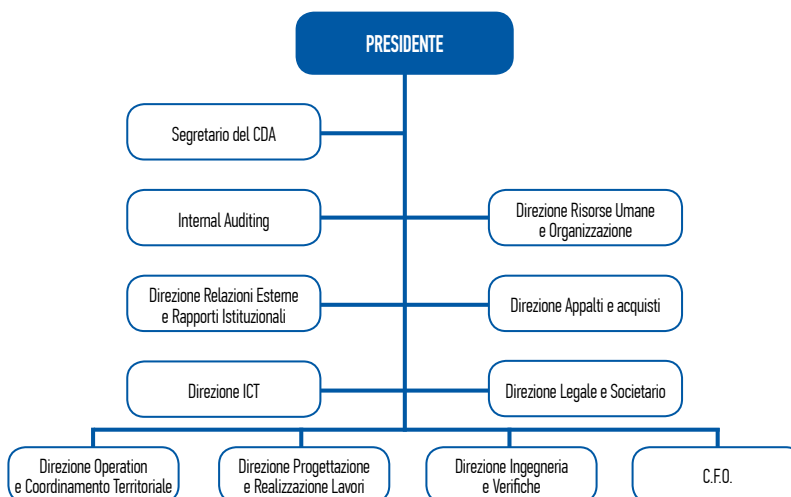 PRESIDENTE
Segretario del CDA
Internal Auditing
Direzione Risorse Umane
e Organizzazione
Direzione Relazioni Esterne
e Rapporti Istituzionali
Direzione Appalti e acquisti
Direzione ICT
Direzione Legale e Societario
Direzione Operation
e Coordinamento Territoriale
Direzione Progettazione
e Realizzazione Lavori
Direzione Ingegneria
e Verifiche
C.F.O.